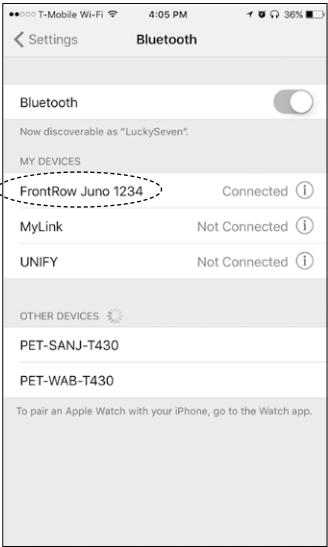 T-Mobile Wi-Fi 4:05 PM 36%
Settings Bluetooth
Bluetooth
Now discoverable as “LuckySeven”.
MY DEVICES
FrontRow Juno 1234 Connected
MyLink Not Connected
UNIFY Not Connected
OTHER DEVICES
PET-SANJ-T430
PET-WAB-T430
To pair an Apple Watch with your iPhone, go to the Watch app.